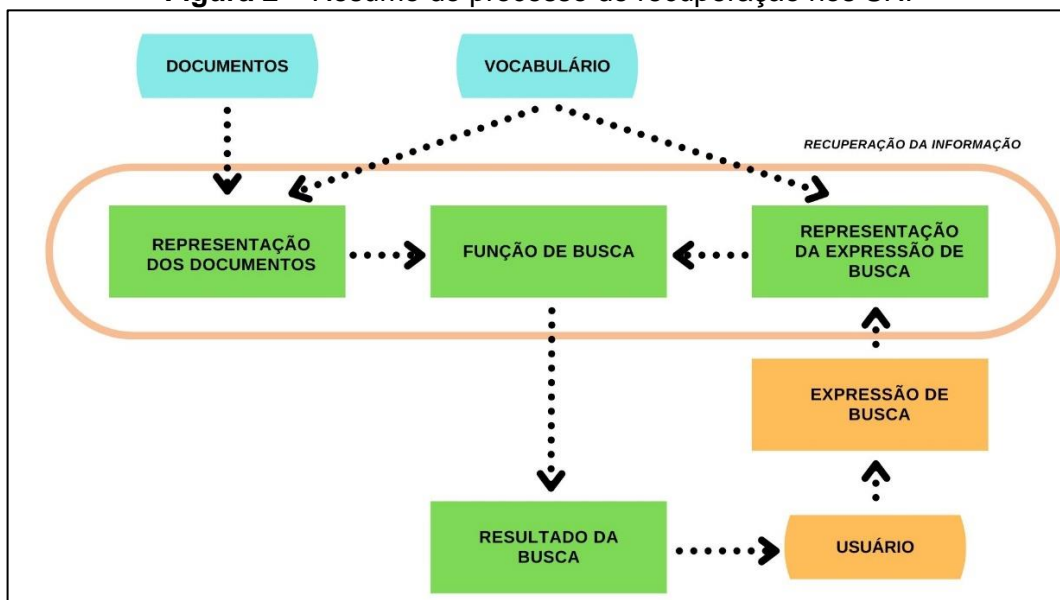 Figura 2 – Resumo do processo de recuperação nos SRI
DOCUMENTOS
VOCABULÁRIO
RECUPERAÇÃO DA INFORMAÇÃO
REPRESENTAÇÃO
DOS DOCUMENTOS
FUNÇÃO DE BUSCA
REPRESENTAÇÃO
DA EXPRESSÃO DE
BUSCA
EXPRESSÃO DE
BUSCA
RESULTADO DA
BUSCA
USUÁRIO